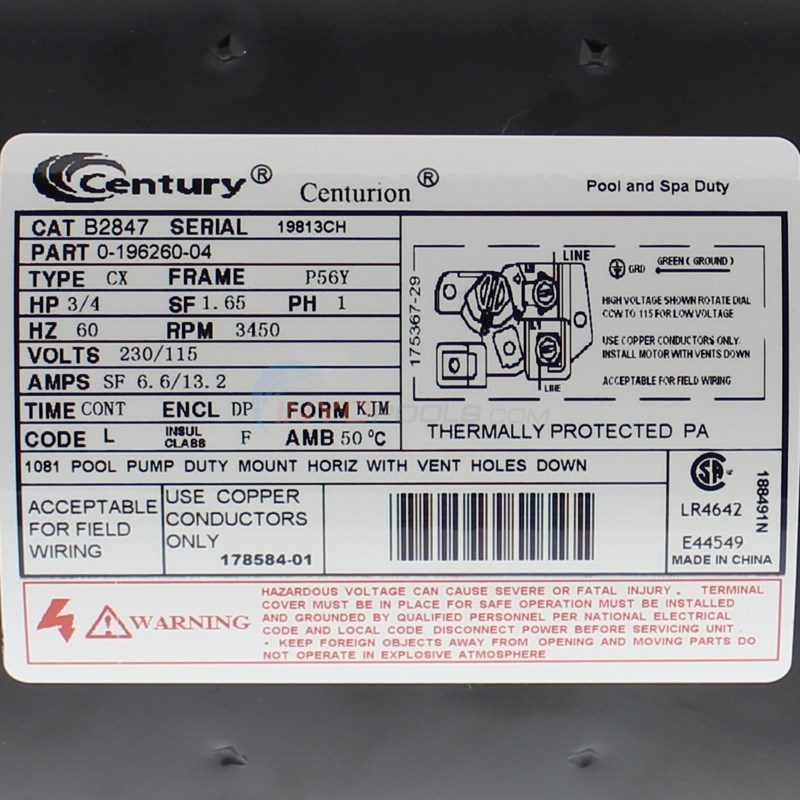 Century® Centurion® Pool and Spa Duty
CAT B2847 SERIAL 19813CH
PART 0-196260-04
TYPE CX FRAME P56Y
HP 3/4 SF 1.65 PH 1
HZ 60 RPM 3450
VOLTS 230/115
AMPS SF 6.6/13.2
TIME CONT ENCL DP FORM KJM
CODE L INSUL CLASS F AMB 50 °C
175367-29
LINE
L1
LINE
GRD GREEN ( GROUND )
HIGH VOLTAGE SHOWN ROTATE DIAL
CCW TO 115 FOR LOW VOLTAGE
USE COPPER CONDUCTORS ONLY.
INSTALL MOTOR WITH VENTS DOWN
ACCEPTABLE FOR FIELD WIRING
THERMALLY PROTECTED PA
1081 POOL PUMP DUTY MOUNT HORIZ WITH VENT HOLES DOWN
ACCEPTABLE
FOR FIELD
WIRING
USE COPPER
CONDUCTORS
ONLY
178584-01
SA
188491N
LR4642
E44549
MADE IN CHINA
WARNING
HAZARDOUS VOLTAGE CAN CAUSE SEVERE OR FATAL INJURY . TERMINAL
COVER MUST BE IN PLACE FOR SAFE OPERATION MUST BE INSTALLED
AND GROUNDED BY QUALIFIED PERSONNEL PER NATIONAL ELECTRICAL
CODE AND LOCAL CODE DISCONNECT POWER BEFORE SERVICING UNIT .
· KEEP FOREIGN OBJECTS AWAY FROM OPENING AND MOVING PARTS DO
NOT OPERATE IN EXPLOSIVE ATMOSPHERE